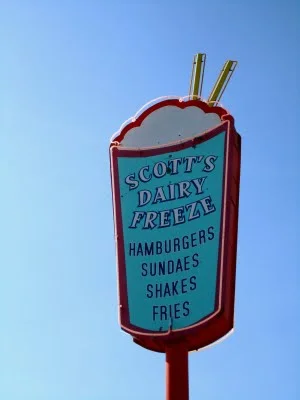 SCOTT'S
DAIRY
FREEZE
HAMBURGERS
SUNDAES
SHAKES
FRIES